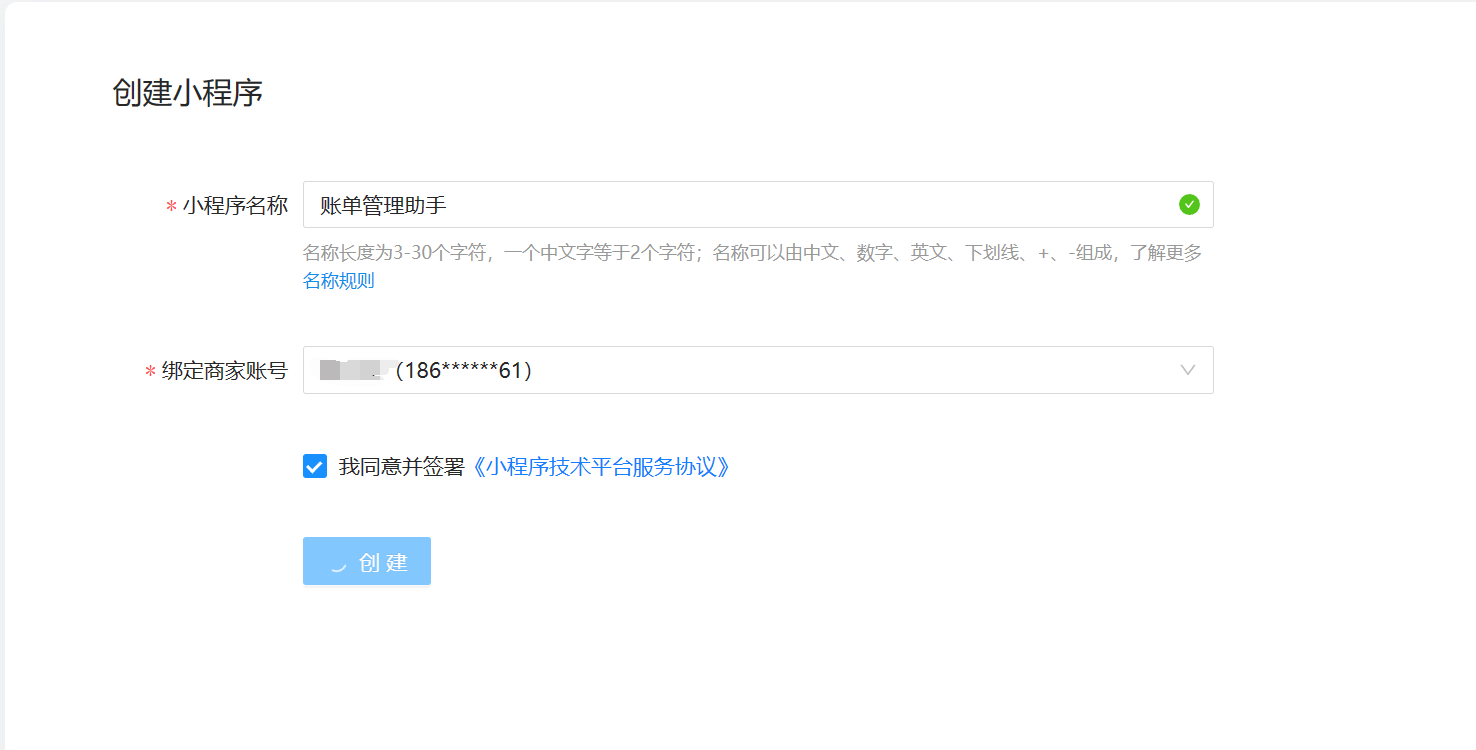 创建小程序
* 小程序名称 账单管理助手
名称长度为3-30个字符，一个中文字等于2个字符；名称可以由中文、数字、英文、下划线、+、-组成，了解更多
名称规则
* 绑定商家账号 (186******61)
我同意并签署《小程序技术平台服务协议》
创 建